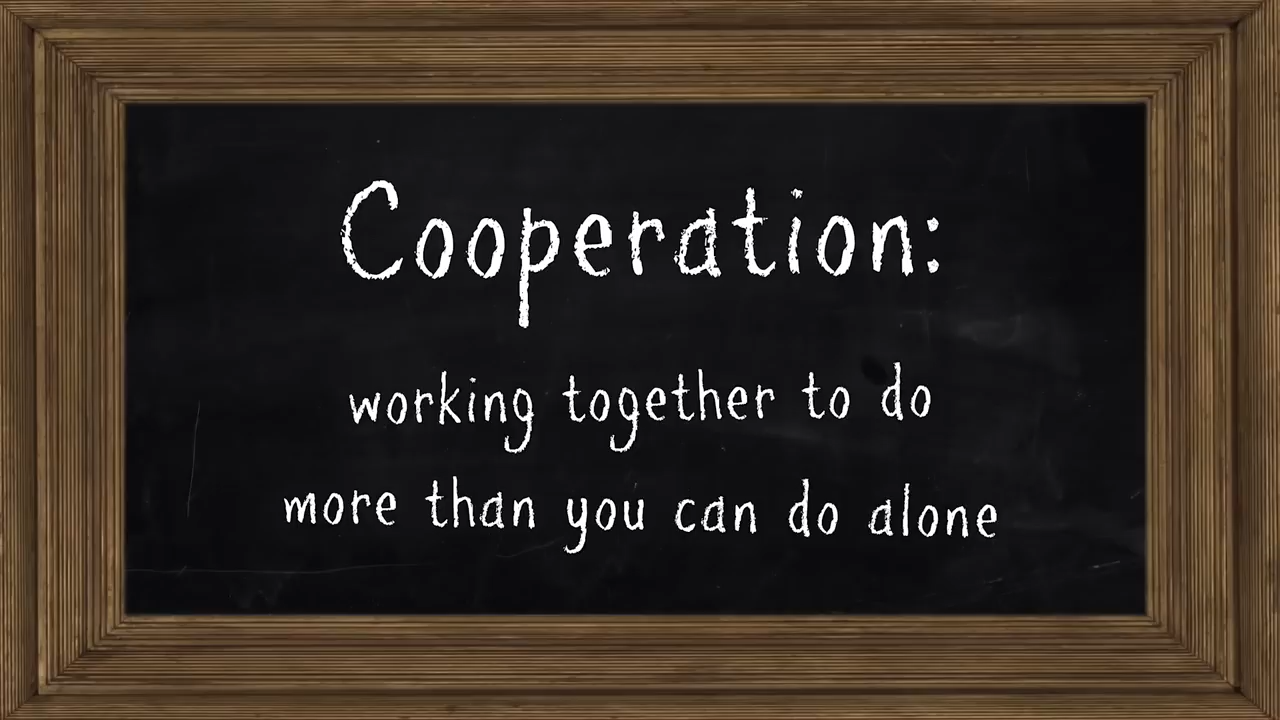 Cooperation:
working together to do
more than you can do alone